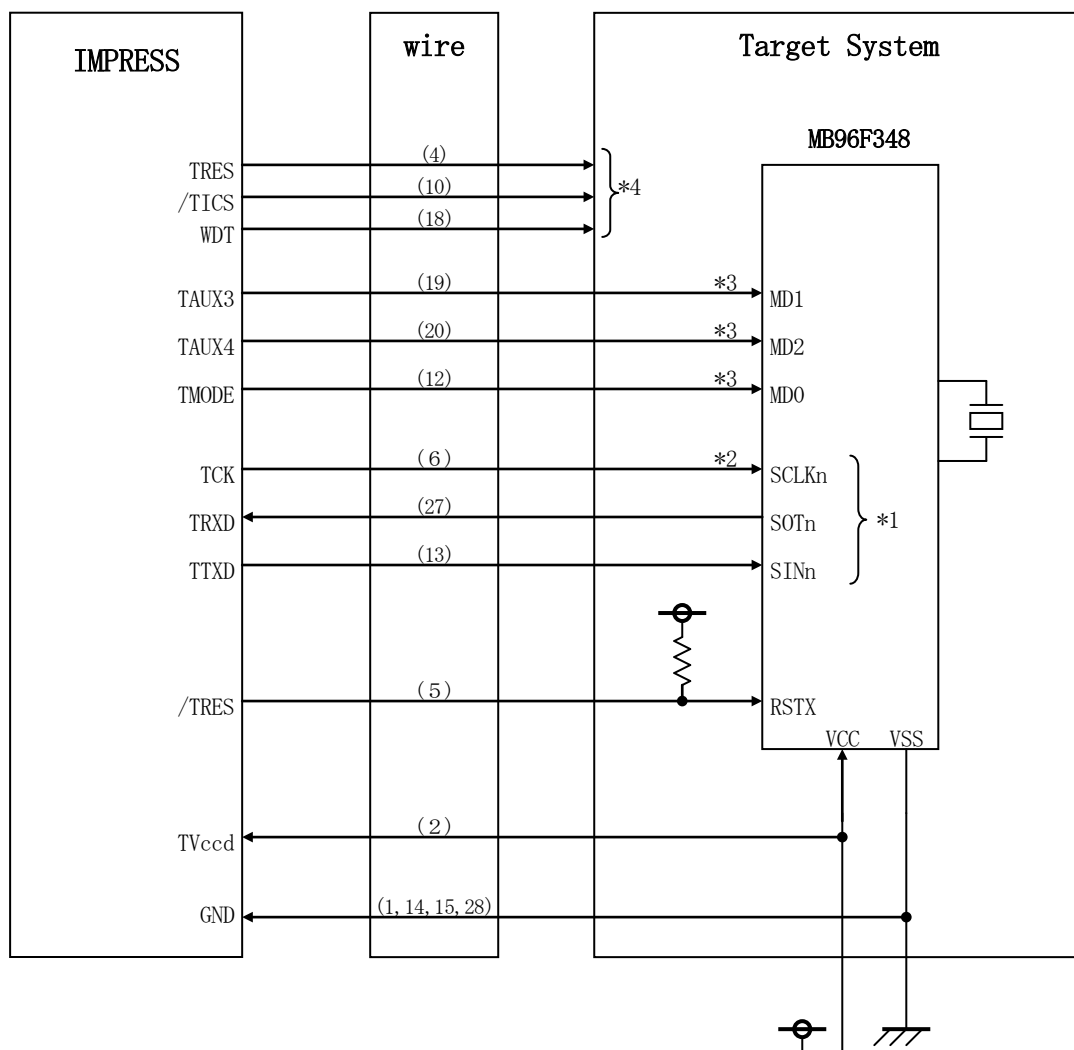 IMPRESS
wire
Target System
MB96F348
TRES (4)
/TICS (10) *4
WDT (18)
TAUX3 (19) *3 MD1
TAUX4 (20) *3 MD2
TMODE (12) *3 MD0
TCK (6) *2 SCLKn
TRXD (27) SOTn *1
TTXD (13) SINn
/TRES (5) RSTX
VCC VSS
TVccd (2)
GND (1,14,15,28)